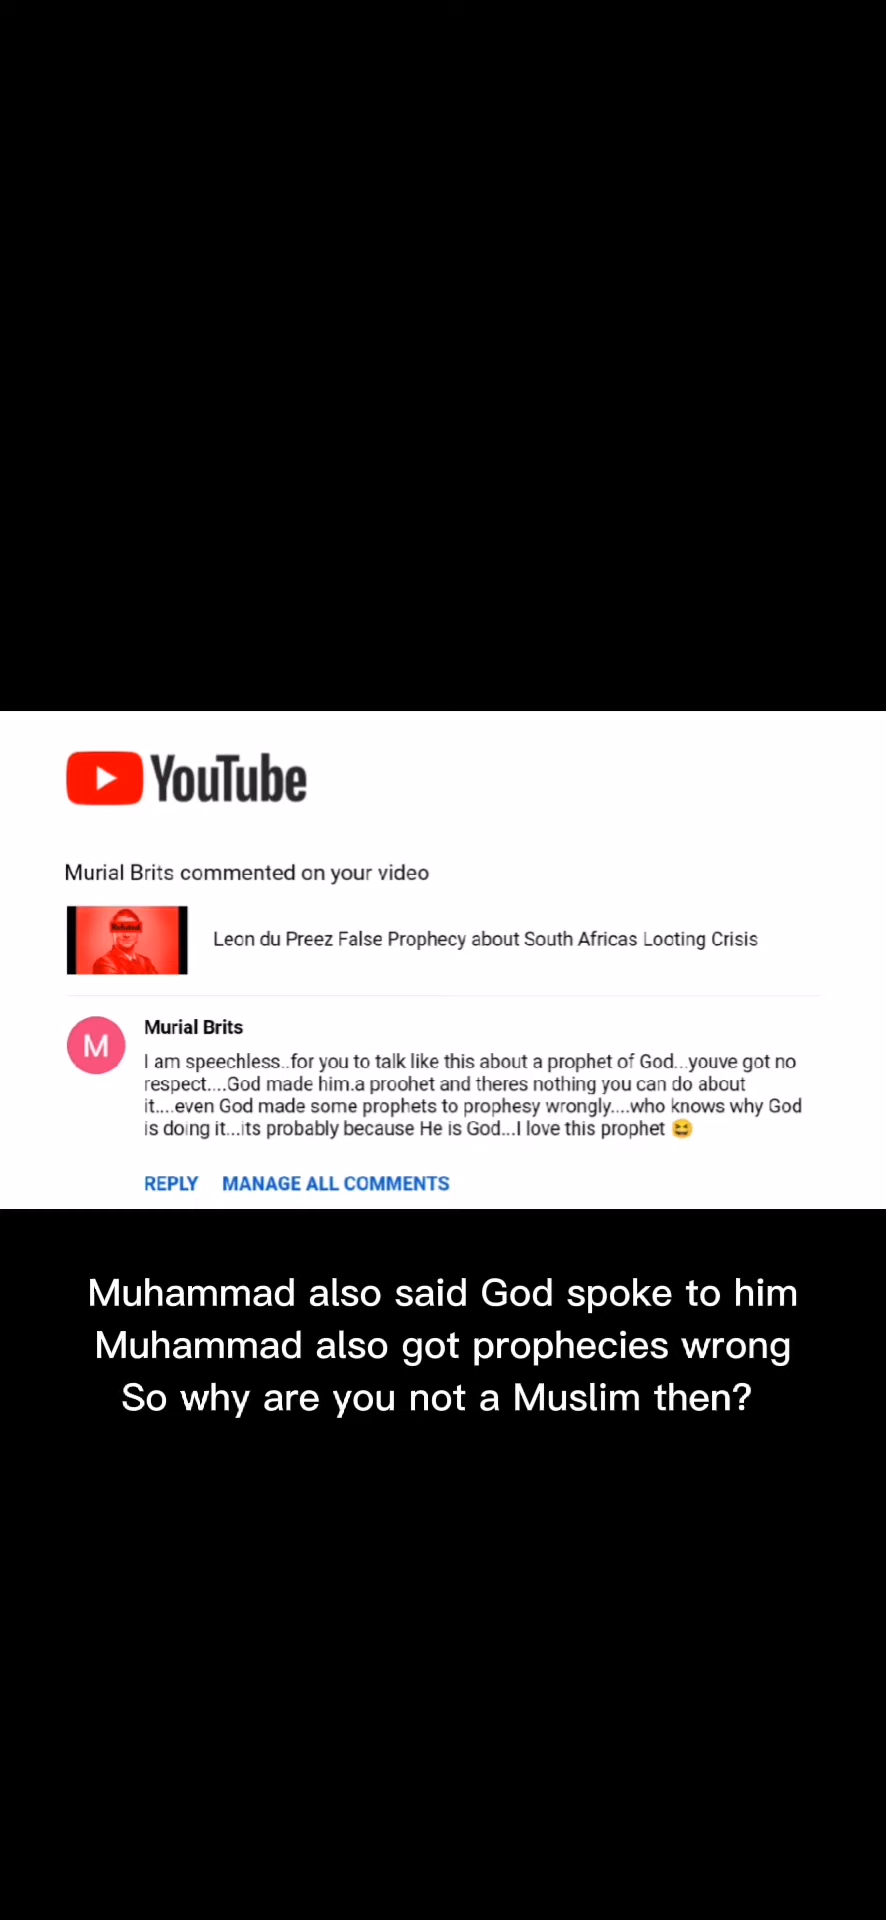 YouTube
Murial Brits commented on your video
Refuted
Leon du Preez False Prophecy about South Africas Looting Crisis
M
Murial Brits
I am speechless..for you to talk like this about a prophet of God...youve got no
respect....God made him.a proohet and theres nothing you can do about
it....even God made some prophets to prophesy wrongly....who knows why God
is doing it...its probably because He is God...I love this prophet 😆
REPLY MANAGE ALL COMMENTS
Muhammad also said God spoke to him
Muhammad also got prophecies wrong
So why are you not a Muslim then?